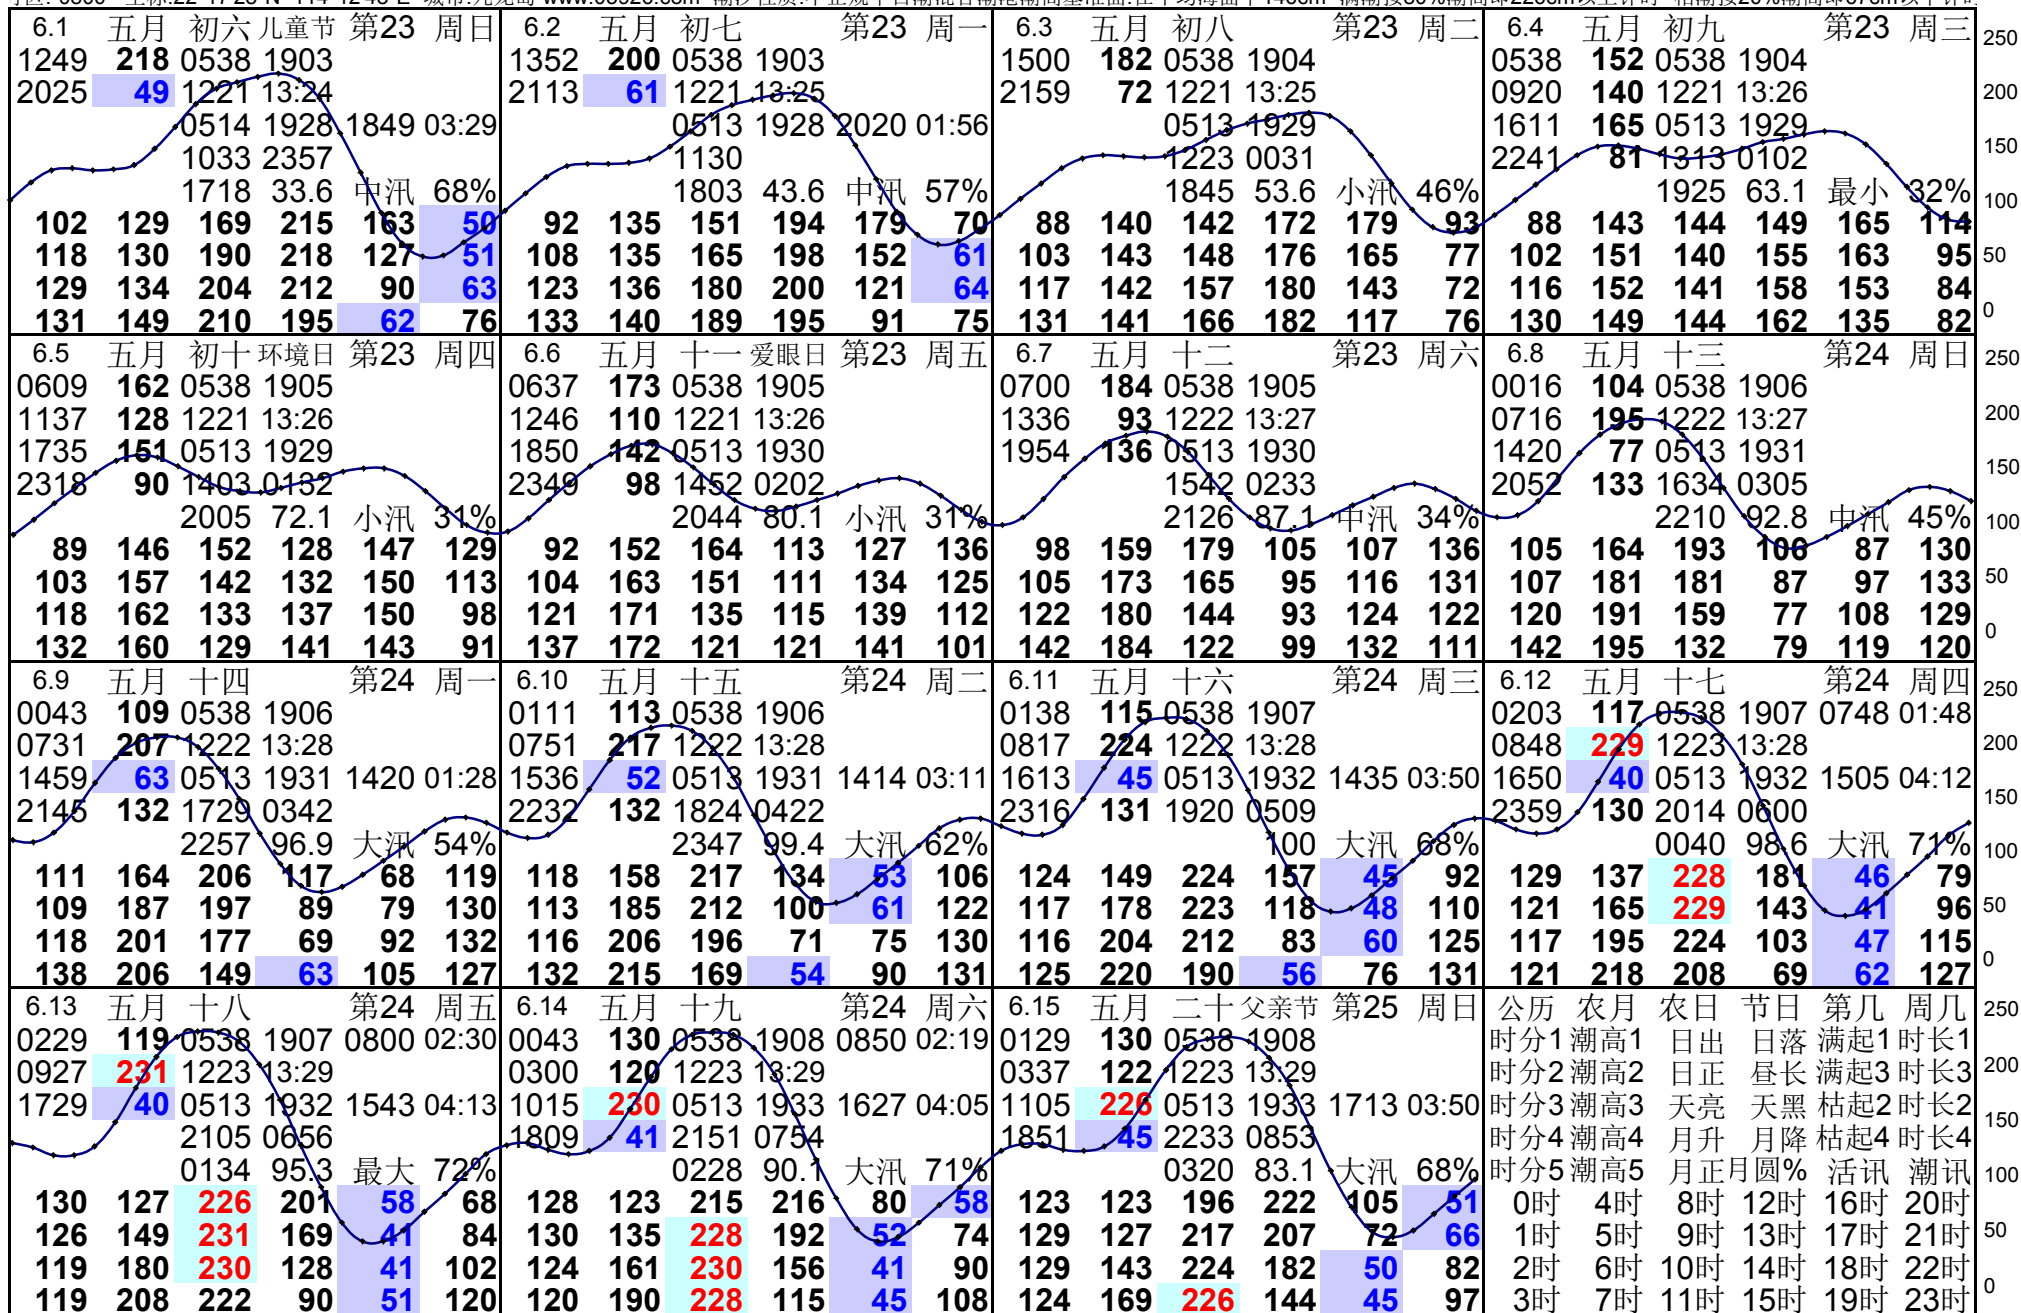 6.1 五月 初六 儿童节 第23 周日 6.2 五月 初七 第23 周一 6.3 五月 初八 第23 周二 6.4 五月 初九 第23 周三 250
1249 218 0538 1903 1352 200 0538 1903 1500 182 0538 1904 0538 152 0538 1904
2025 49 1221 13:24 2113 61 1221 13:25 2159 72 1221 13:25 0920 140 1221 13:26 200
0514 1928 1849 03:29 0513 1928 2020 01:56 0513 1929 1611 165 0513 1929
1033 2357 1130 1223 0031 2241 81 1313 0102 150
1718 33.6 中汛 68% 1803 43.6 中汛 57% 1845 53.6 小汛 46% 1925 63.1 最小 32% 100
102 129 169 215 163 50 92 135 151 194 179 70 88 140 142 172 179 93 88 143 144 149 165 114
118 130 190 218 127 51 108 135 165 198 152 61 103 143 148 176 165 77 102 151 140 155 163 95 50
129 134 204 212 90 63 123 136 180 200 121 64 117 142 157 180 143 72 116 152 141 158 153 84
131 149 210 195 62 76 133 140 189 195 91 75 131 141 166 182 117 76 130 149 144 162 135 82 0
6.5 五月 初十 环境日 第23 周四 6.6 五月 十一 爱眼日 第23 周五 6.7 五月 十二 第23 周六 6.8 五月 十三 第24 周日 250
0609 162 0538 1905 0637 173 0538 1905 0700 184 0538 1905 0016 104 0538 1906
1137 128 1221 13:26 1246 110 1221 13:26 1336 93 1222 13:27 0716 195 1222 13:27 200
1735 151 0513 1929 1850 142 0513 1930 1954 136 0513 1930 1420 77 0513 1931
2318 90 1403 0132 2349 98 1452 0202 1542 0233 2052 133 1634 0305 150
2005 72.1 小汛 31% 2044 80.1 小汛 31% 2126 87.1 中汛 34% 2210 92.8 中汛 45% 100
89 146 152 128 147 129 92 152 164 113 127 136 98 159 179 105 107 136 105 164 193 106 87 130
103 157 142 132 150 113 104 163 151 111 134 125 105 173 165 95 116 131 107 181 181 87 97 133 50
118 162 133 137 150 98 121 171 135 115 139 112 122 180 144 93 124 122 120 191 159 77 108 129
132 160 129 141 143 91 137 172 121 121 141 101 142 184 122 99 132 111 142 195 132 79 119 120 0
6.9 五月 十四 第24 周一 6.10 五月 十五 第24 周二 6.11 五月 十六 第24 周三 6.12 五月 十七 第24 周四 250
0043 109 0538 1906 0111 113 0538 1906 0138 115 0538 1907 0203 117 0538 1907 0748 01:48
0731 207 1222 13:28 0751 217 1222 13:28 0817 224 1222 13:28 0848 229 1223 13:28 200
1459 63 0513 1931 1420 01:28 1536 52 0513 1931 1414 03:11 1613 45 0513 1932 1435 03:50 1650 40 0513 1932 1505 04:12
2145 132 1729 0342 2232 132 1824 0422 2316 131 1920 0509 2359 130 2014 0600 150
2257 96.9 大汛 54% 2347 99.4 大汛 62% 100 大汛 68% 0040 98.6 大汛 71% 100
111 164 206 117 68 119 118 158 217 134 53 106 124 149 224 157 45 92 129 137 228 181 46 79
109 187 197 89 79 130 113 185 212 100 61 122 117 178 223 118 48 110 121 165 229 143 41 96 50
118 201 177 69 92 132 116 206 196 71 75 130 116 204 212 83 60 125 117 195 224 103 47 115
138 206 149 63 105 127 132 215 169 54 90 131 125 220 190 56 76 131 121 218 208 69 62 127 0
6.13 五月 十八 第24 周五 6.14 五月 十九 第24 周六 6.15 五月 二十 父亲节 第25 周日 公历 农月 农日 节日 第几 周几 250
0229 119 0538 1907 0800 02:30 0043 130 0538 1908 0850 02:19 0129 130 0538 1908 时分1 潮高1 日出 日落 满起1 时长1
0927 231 1223 13:29 0300 120 1223 13:29 0337 122 1223 13:29 时分2 潮高2 日正 昼长 满起3 时长3 200
1729 40 0513 1932 1543 04:13 1015 230 0513 1933 1627 04:05 1105 226 0513 1933 1713 03:50 时分3 潮高3 天亮 天黑 枯起2 时长2
2105 0656 1809 41 2151 0754 1851 45 2233 0853 时分4 潮高4 月升 月降 枯起4 时长4 150
0134 95.3 最大 72% 0228 90.1 大汛 71% 0320 83.1 大汛 68% 时分5 潮高5 月正 月圆% 活讯 潮讯 100
130 127 226 201 58 68 128 123 215 216 80 58 123 123 196 222 105 51 0时 4时 8时 12时 16时 20时
126 149 231 169 41 84 130 135 228 192 52 74 129 127 217 207 72 66 1时 5时 9时 13时 17时 21时 50
119 180 230 128 41 102 124 161 230 156 41 90 129 143 224 182 50 82 2时 6时 10时 14时 18时 22时
119 208 222 90 51 120 120 190 228 115 45 108 124 169 226 144 45 97 3时 7时 11时 15时 19时 23时 0